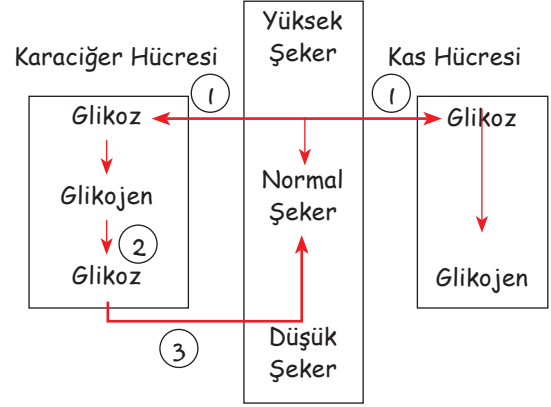 Yüksek
Şeker
Karaciğer Hücresi
Kas Hücresi
1
1
Glikoz
Glikoz
Glikojen
Normal
Şeker
2
Glikoz
Glikojen
3
Düşük
Şeker